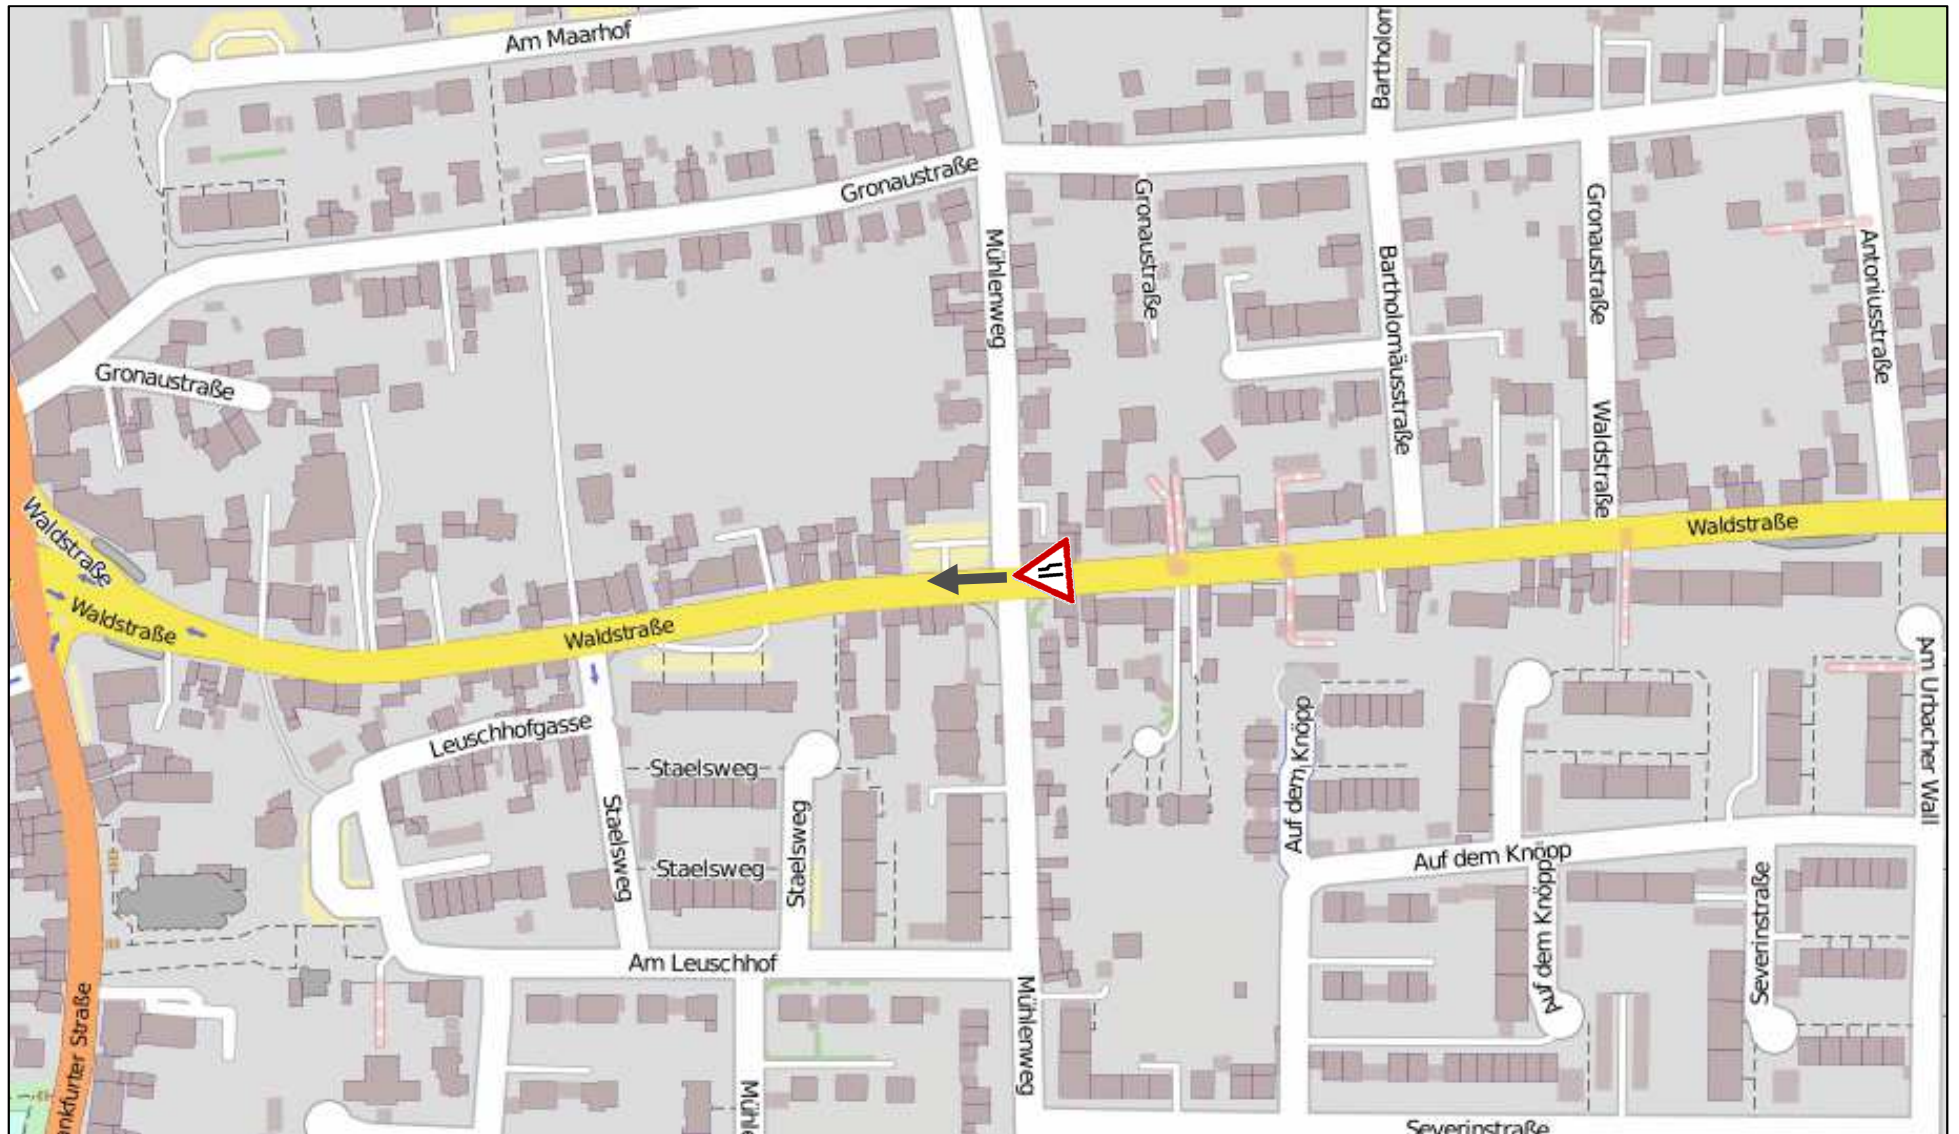 Am Maarhof
Bartholom
Gronaustraße
Gronaustraße
Gronaustraße
Mühlenweg
Antoniusstraße
Bartholomäusstraße
Gronaustraße
Waldstraße
Waldstraße
Waldstraße
Waldstraße
Waldstraße
Am Urbacher Wall
Leuschhofgasse
Auf dem Knöpp
Staelsweg
Staelsweg
Staelsweg
Staelsweg
Auf dem Knöpp
Auf dem Knöpp
Severinstraße
Am Leuschhof
Mühlenweg
ankfurter Straße
Mühle
Severinstraße